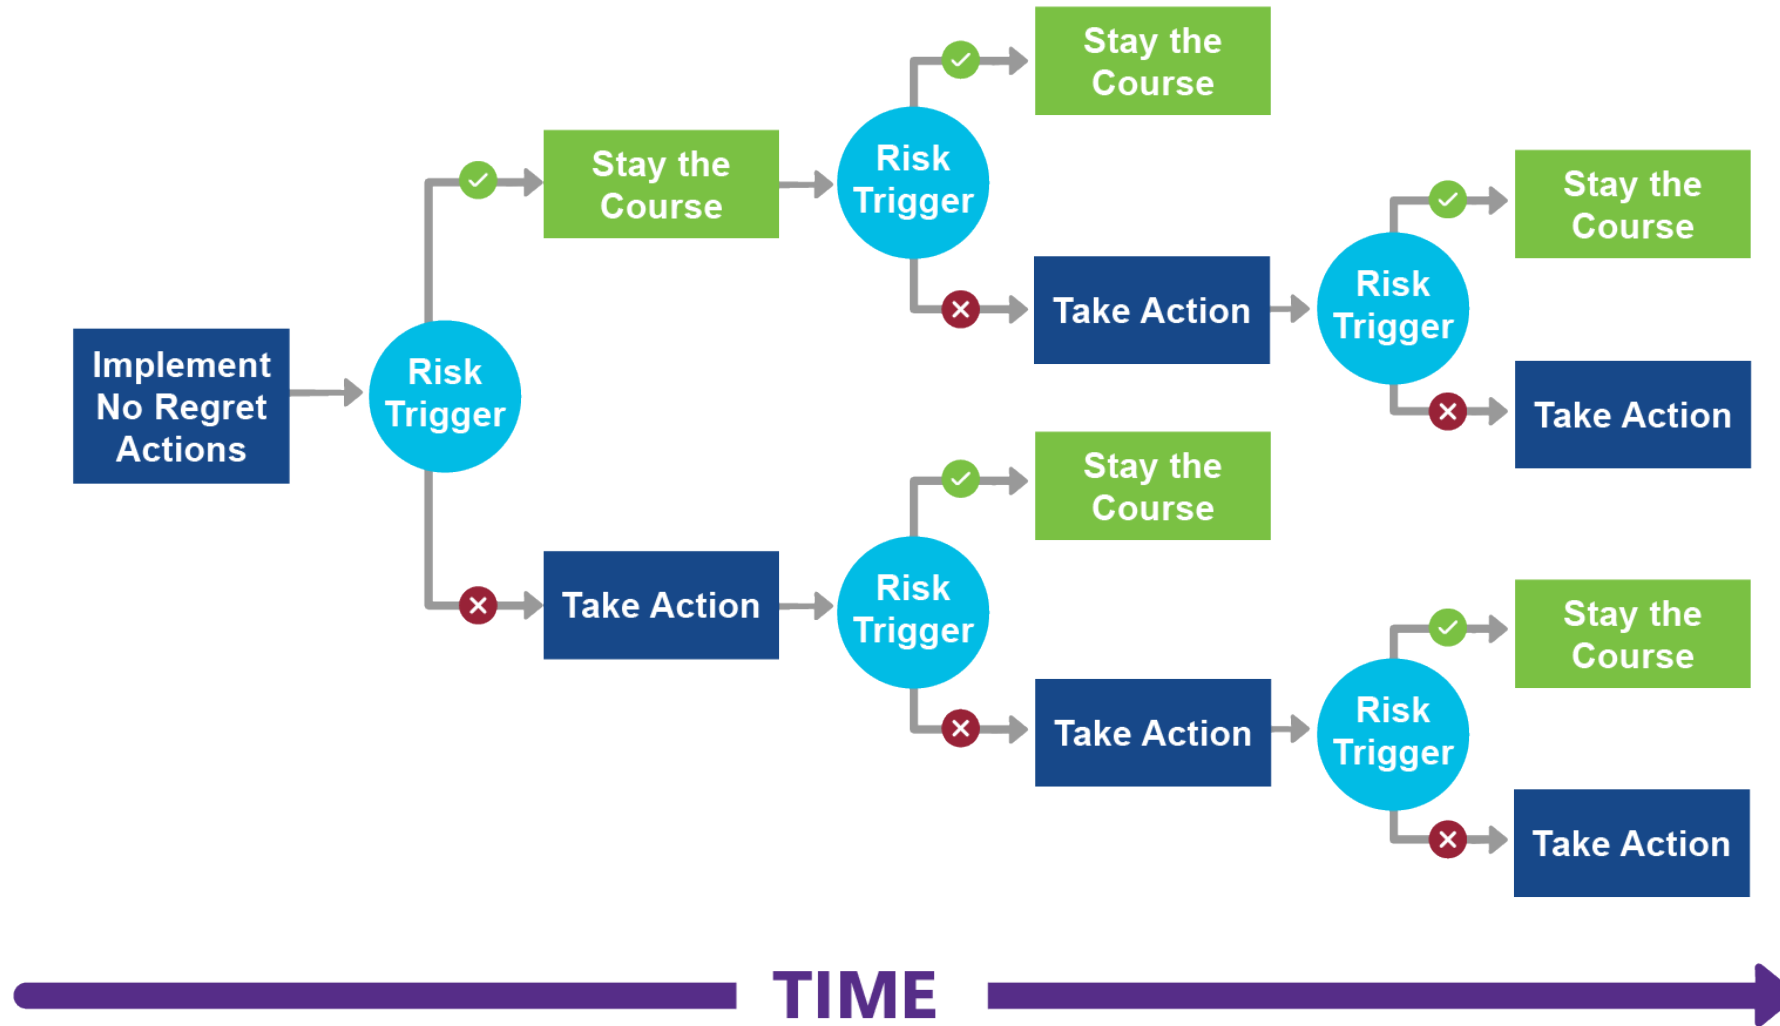 Implement
No Regret
Actions
Risk
Trigger
Stay the
Course
Risk
Trigger
Stay the
Course
Take Action
Risk
Trigger
Stay the
Course
Take Action
Take Action
Risk
Trigger
Stay the
Course
Take Action
Risk
Trigger
Stay the
Course
Take Action
TIME